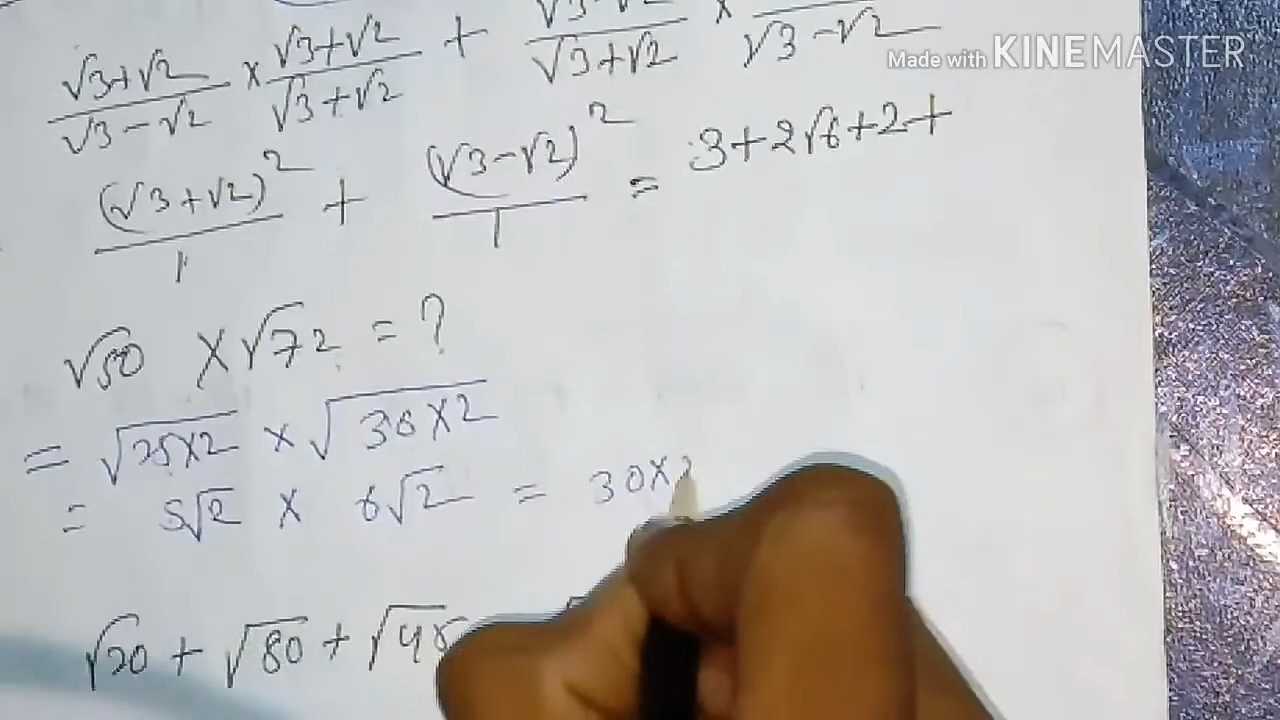 √3+√2/√3-√2 × √3+√2/√3+√2 + √3-√2/√3+√2 × /√3-√2
Made with KINEMASTER
(√3+√2)²/1 + (√3-√2)²/1 = 3+2√6+2+
√50 × √72 = ?
= √25×2 × √36×2
= 5√2 × 6√2 = 30×2
√20 + √80 + √45